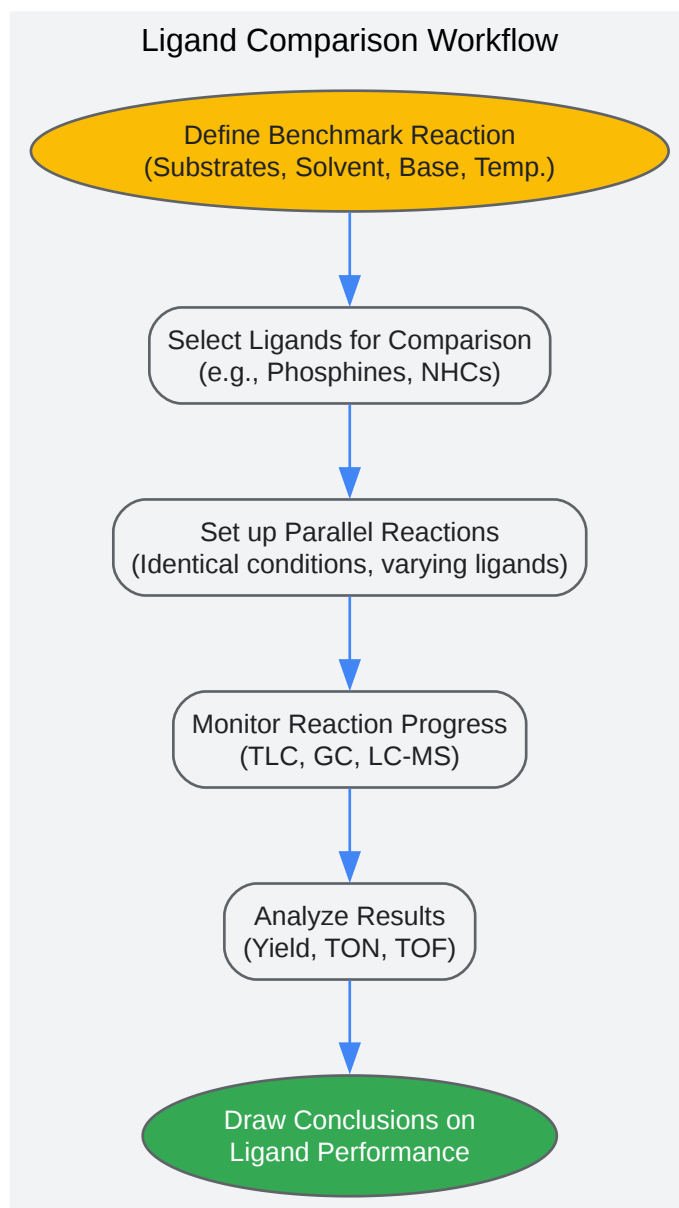 Ligand Comparison Workflow
Define Benchmark Reaction
(Substrates, Solvent, Base, Temp.)
Select Ligands for Comparison
(e.g., Phosphines, NHCs)
Set up Parallel Reactions
(Identical conditions, varying ligands)
Monitor Reaction Progress
(TLC, GC, LC-MS)
Analyze Results
(Yield, TON, TOF)
Draw Conclusions on
Ligand Performance